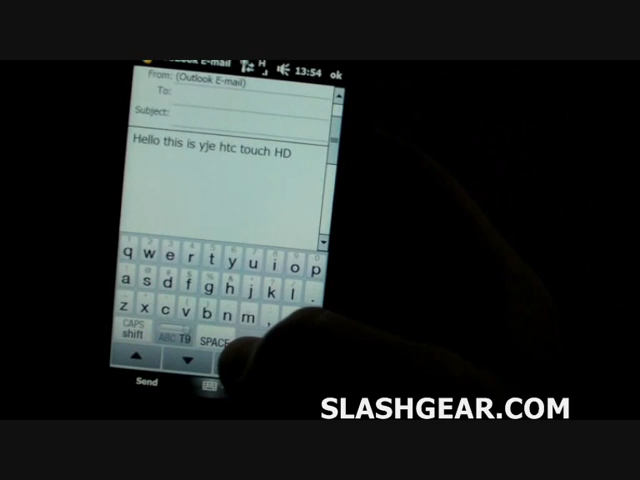 Outlook E-mail H 13:54 ok
From: (Outlook E-mail)
To:
Subject:
Hello this is yje htc touch HD
q w e r t y u i o p
a s d f g h j k l .
z x c v b n m ,
CAPS
shift ABC T9 SPACE
Send
SLASHGEAR.COM